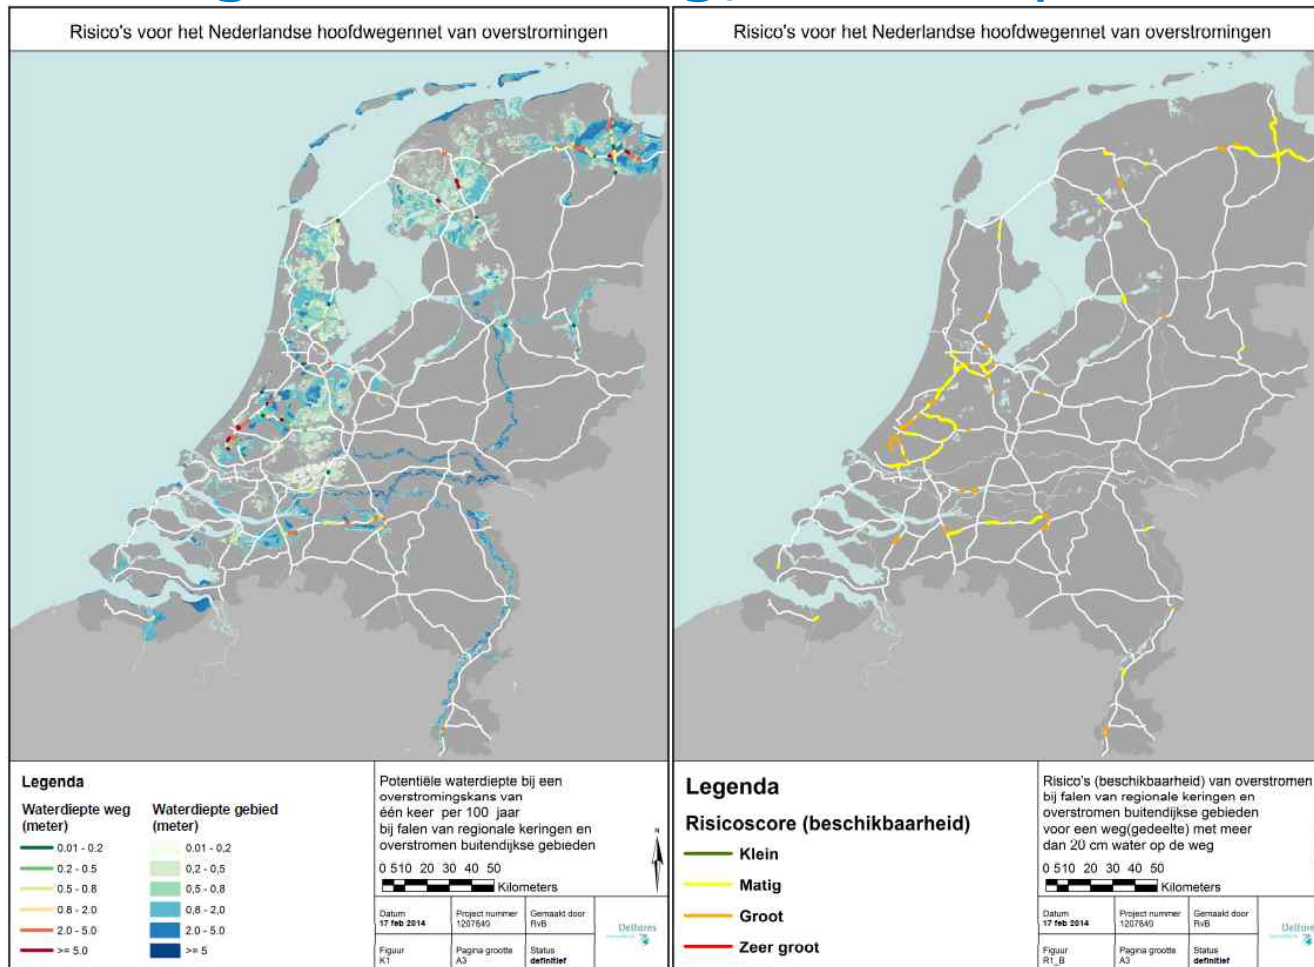 Risico's voor het Nederlandse hoofdwegennet van overstromingen
Legenda
Waterdiepte weg
(meter)
0.01 - 0.2
0.2 - 0.5
0.5 - 0.8
0.8 - 2.0
2.0 - 5.0
>= 5.0
Waterdiepte gebied
(meter)
0.01 - 0,2
0,2 - 0,5
0,5 - 0,8
0,8 - 2,0
2.0 - 5.0
>= 5
Potentiële waterdiepte bij een
overstromingskans van
één keer per 100 jaar
bij falen van regionale keringen en
overstromen buitendijkse gebieden
N
0 510 20 30 40 50
Kilometers
Datum
17 feb 2014
Project nummer
1207849
Gemaakt door
RvB
Figuur
K1
Pagina grootte
A3
Status
definitief
Deltares
Risico's voor het Nederlandse hoofdwegennet van overstromingen
Legenda
Risicoscore (beschikbaarheid)
Klein
Matig
Groot
Zeer groot
Risico's (beschikbaarheid) van overstromen
bij falen van regionale keringen en
overstromen buitendijkse gebieden
voor een weg(gedeelte) met meer
dan 20 cm water op de weg
0 510 20 30 40 50
Kilometers
Datum
17 feb 2014
Project nummer
1207849
Gemaakt door
RvB
Figuur
R1_B
Pagina grootte
A3
Status
definitief
Deltares